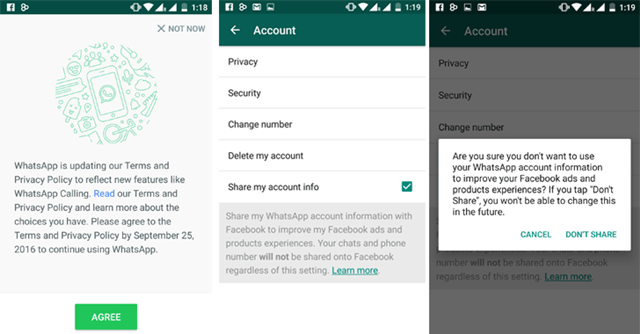 1:18
NOT NOW
WhatsApp is updating our Terms and
Privacy Policy to reflect new features like
WhatsApp Calling. Read our Terms and
Privacy Policy and learn more about the
choices you have. Please agree to the
Terms and Privacy Policy by September 25,
2016 to continue using WhatsApp.
AGREE
1:19
Account
Privacy
Security
Change number
Delete my account
Share my account info
Share my WhatsApp account information with
Facebook to improve my Facebook ads and
products experiences. Your chats and phone
number will not be shared onto Facebook
regardless of this setting. Learn more.
1:19
Account
Privacy
Security
Change number
Are you sure you don't want to use
your WhatsApp account information
to improve your Facebook ads and
products experiences? If you tap "Don't
Share", you won't be able to change this
in the future.
CANCEL DON'T SHARE
number will not be shared onto Facebook
regardless of this setting. Learn more.